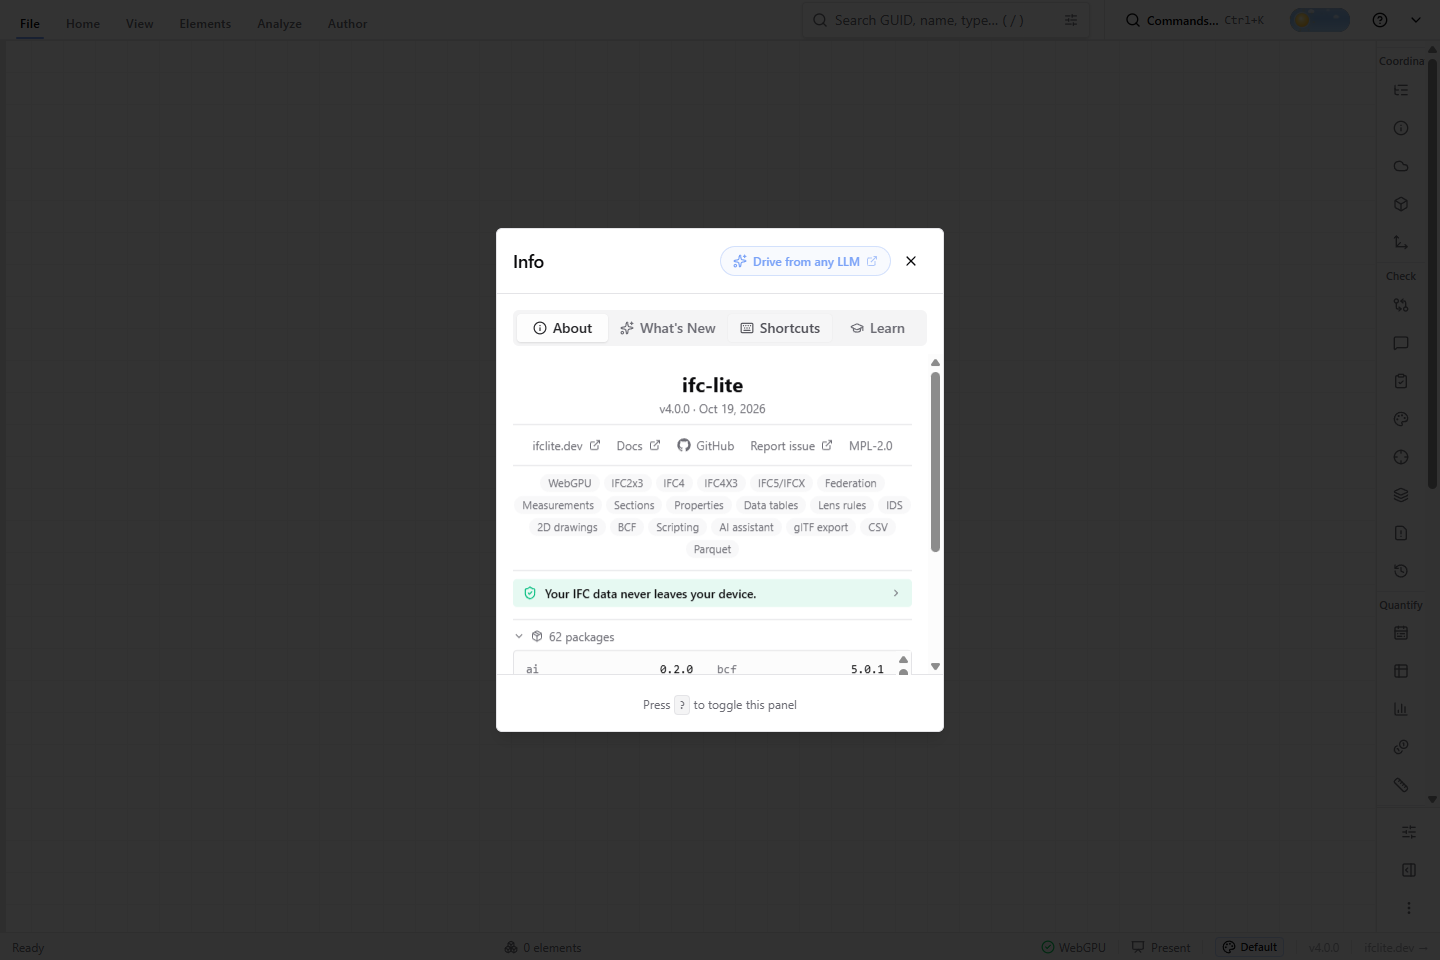 File Home View Elements Analyze Author Search GUID, name, type... ( / ) Commands... Ctrl+K
Coordina
Info Drive from any LLM
Check
About What's New Shortcuts Learn
ifc-lite
v4.0.0 · Oct 19, 2026
ifclite.dev Docs GitHub Report issue MPL-2.0
WebGPU IFC2x3 IFC4 IFC4X3 IFC5/IFCX Federation
Measurements Sections Properties Data tables Lens rules IDS
2D drawings BCF Scripting AI assistant glTF export CSV
Parquet
Your IFC data never leaves your device.
Quantify
62 packages
ai 0.2.0 bcf 5.0.1
Press ? to toggle this panel
Ready 0 elements WebGPU Present Default v4.0.0 ifclite.dev →